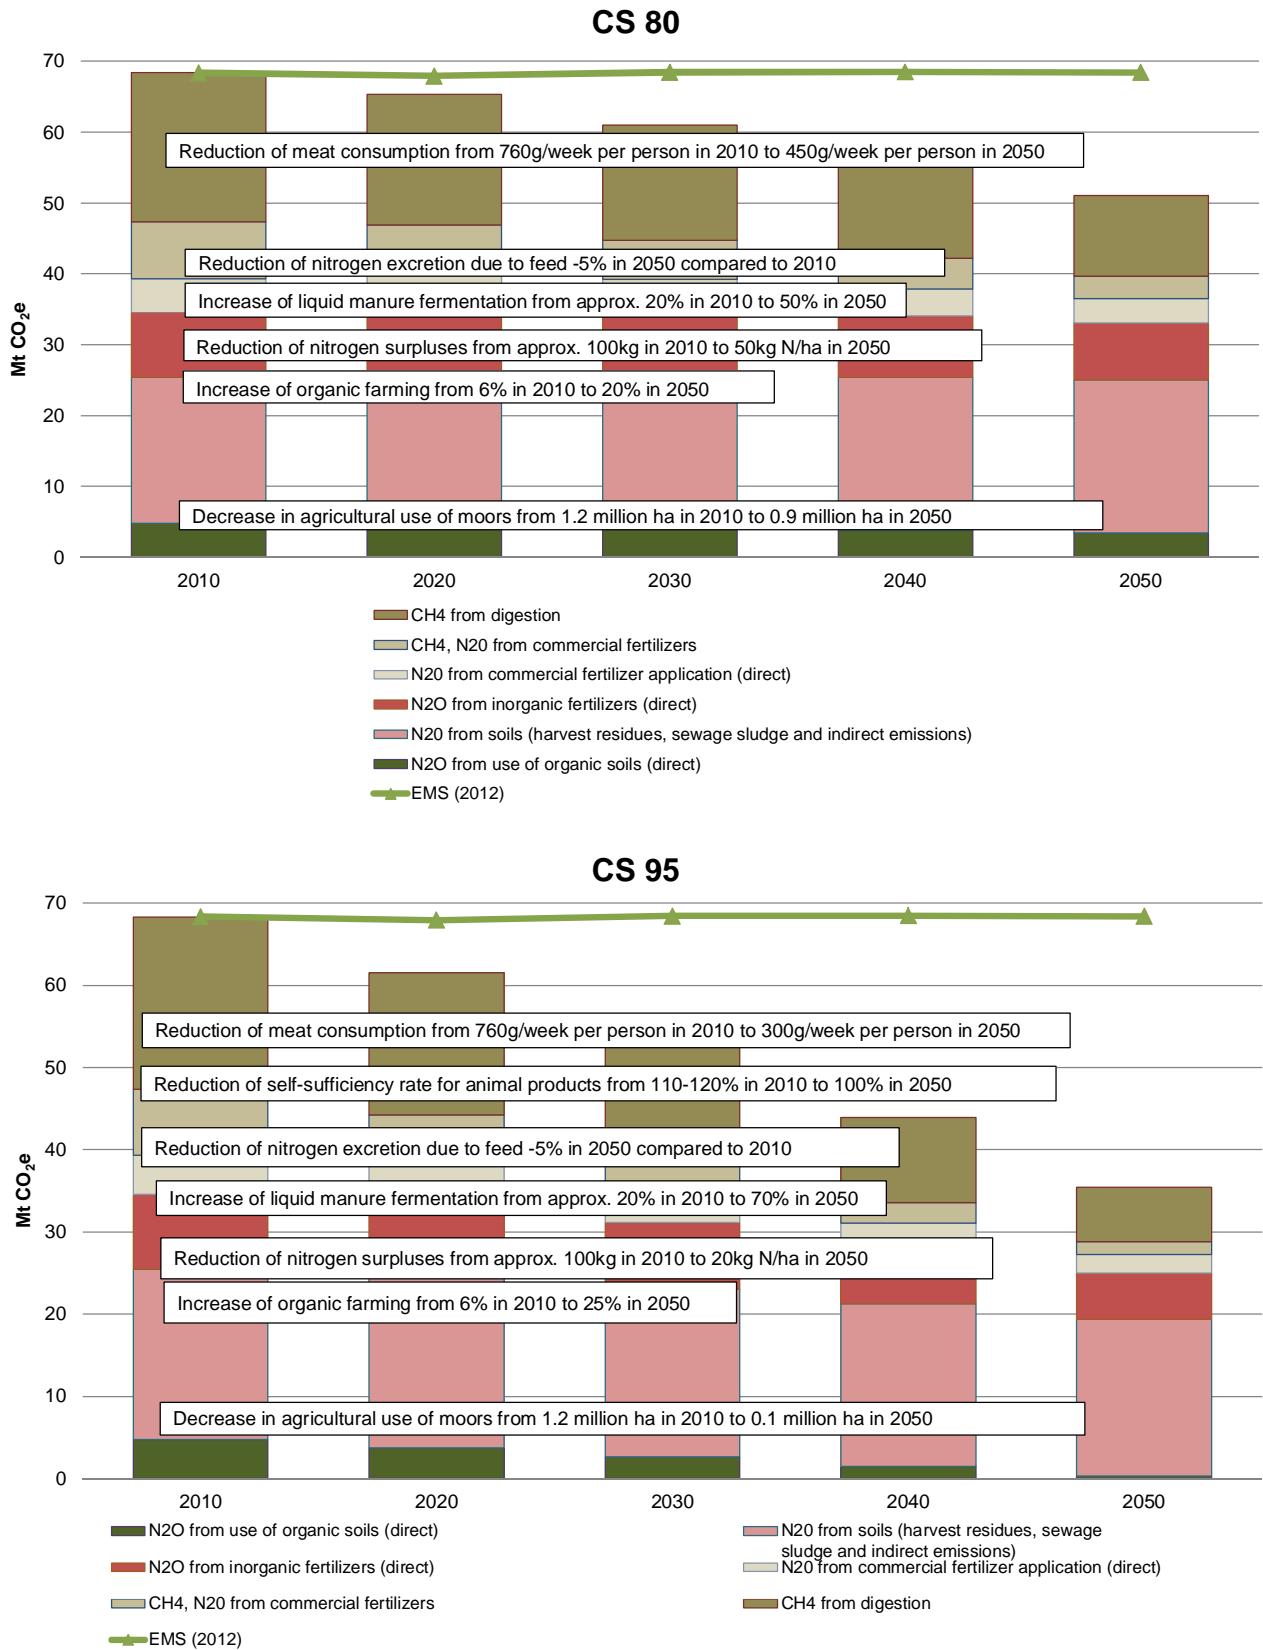 CS 80
70
60
Reduction of meat consumption from 760g/week per person in 2010 to 450g/week per person in 2050
50
40
Reduction of nitrogen excretion due to feed -5% in 2050 compared to 2010
Increase of liquid manure fermentation from approx. 20% in 2010 to 50% in 2050
Mt CO2e
30
Reduction of nitrogen surpluses from approx. 100kg in 2010 to 50kg N/ha in 2050
Increase of organic farming from 6% in 2010 to 20% in 2050
20
10
Decrease in agricultural use of moors from 1.2 million ha in 2010 to 0.9 million ha in 2050
0
2010 2020 2030 2040 2050
CH4 from digestion
CH4, N20 from commercial fertilizers
N20 from commercial fertilizer application (direct)
N2O from inorganic fertilizers (direct)
N20 from soils (harvest residues, sewage sludge and indirect emissions)
N2O from use of organic soils (direct)
EMS (2012)
CS 95
70
60
Reduction of meat consumption from 760g/week per person in 2010 to 300g/week per person in 2050
50
Reduction of self-sufficiency rate for animal products from 110-120% in 2010 to 100% in 2050
40
Reduction of nitrogen excretion due to feed -5% in 2050 compared to 2010
Mt CO2e
Increase of liquid manure fermentation from approx. 20% in 2010 to 70% in 2050
30
Reduction of nitrogen surpluses from approx. 100kg in 2010 to 20kg N/ha in 2050
Increase of organic farming from 6% in 2010 to 25% in 2050
20
10
Decrease in agricultural use of moors from 1.2 million ha in 2010 to 0.1 million ha in 2050
0
2010 2020 2030 2040 2050
N2O from use of organic soils (direct)
N20 from soils (harvest residues, sewage
sludge and indirect emissions)
N2O from inorganic fertilizers (direct)
N20 from commercial fertilizer application (direct)
CH4, N20 from commercial fertilizers
CH4 from digestion
EMS (2012)